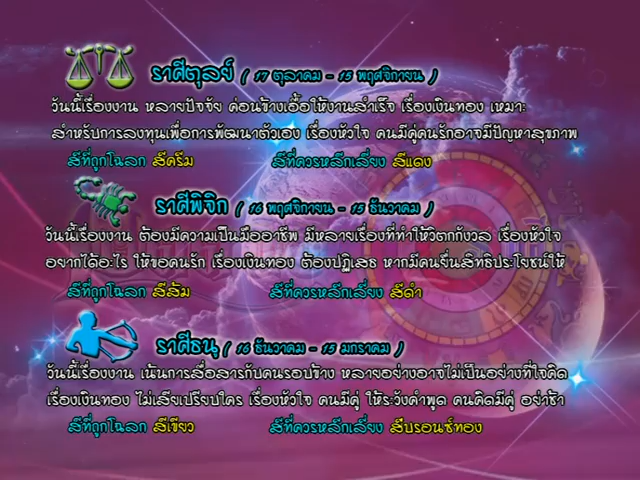 ราศีตุลย์ ( 17 ตุลาคม - 15 พฤศจิกายน )
วันนี้เรื่องงาน หลายปัจจัย ค่อนข้างเอื้อให้งานสำเร็จ เรื่องเงินทอง เหมาะ
สำหรับการลงทุนเพื่อการพัฒนาตัวเอง เรื่องหัวใจ คนมีคู่คนรักอาจมีปัญหาสุขภาพ
สีที่ถูกโฉลก สีครีม สีที่ควรหลีกเลี่ยง สีแดง
ราศีพิจิก ( 16 พฤศจิกายน - 15 ธันวาคม )
วันนี้เรื่องงาน ต้องมีความเป็นมืออาชีพ มีหลายเรื่องที่ทำให้วิตกกังวล เรื่องหัวใจ
อยากได้อะไร ให้ขอคนรัก เรื่องเงินทอง ต้องปฏิเสธ หากมีคนยื่นสิทธิประโยชน์ให้
สีที่ถูกโฉลก สีส้ม สีที่ควรหลีกเลี่ยง สีดำ
ราศีธนู ( 16 ธันวาคม - 15 มกราคม )
วันนี้เรื่องงาน เน้นการสื่อสารกับคนรอบข้าง หลายอย่างอาจไม่เป็นอย่างที่ใจคิด
เรื่องเงินทอง ไม่เสียเปรียบใคร เรื่องหัวใจ คนมีคู่ ให้ระวังคำพูด คนคิดมีคู่ อย่าช้า
สีที่ถูกโฉลก สีเขียว สีที่ควรหลีกเลี่ยง สีบรอนซ์ทอง